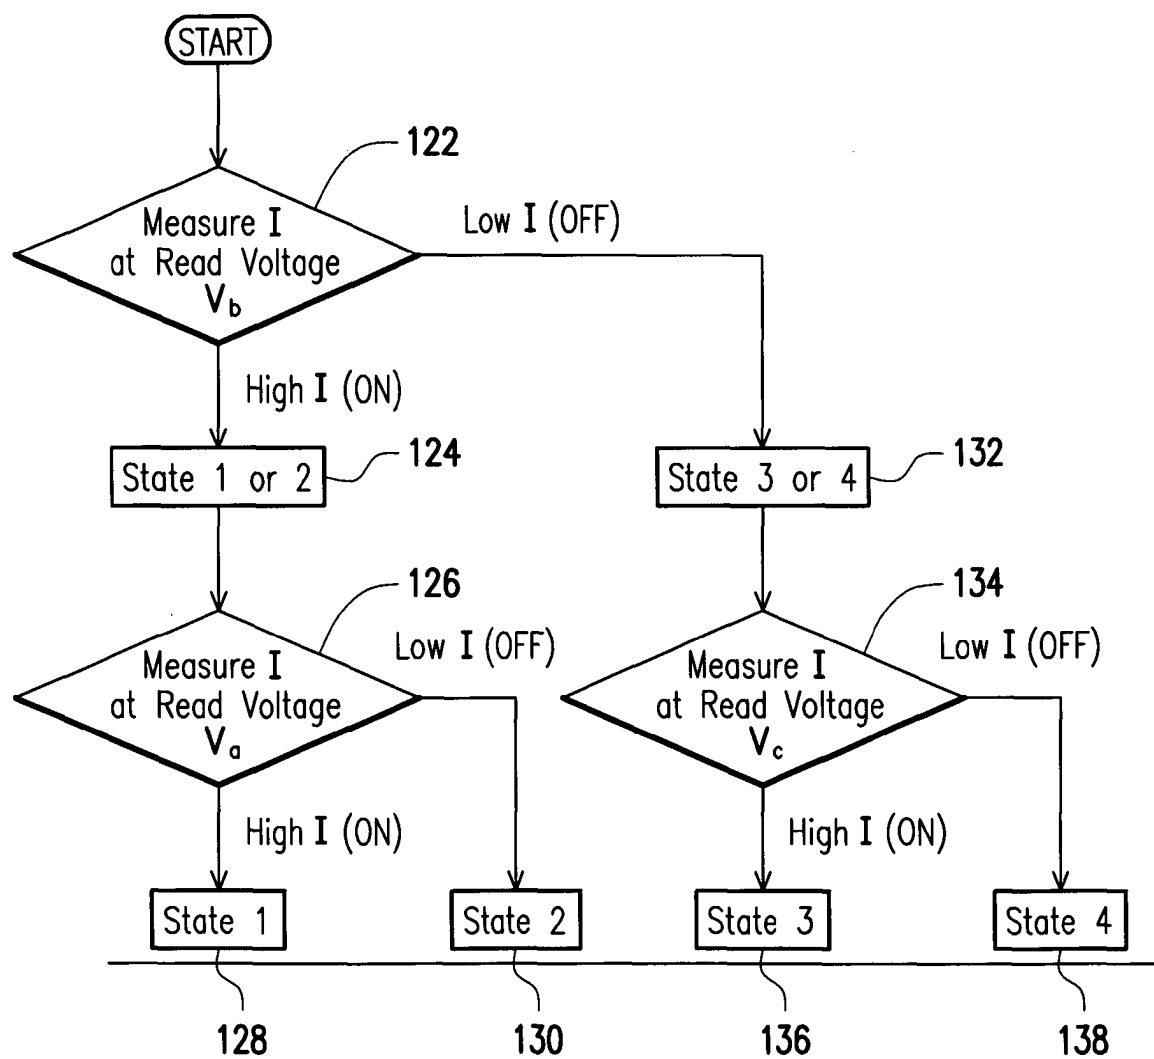 START
122
Measure I
at Read Voltage
Vb
Low I (OFF)
High I (ON)
State 1 or 2
124
State 3 or 4
132
126
Measure I
at Read Voltage
Va
Low I (OFF)
134
Measure I
at Read Voltage
Vc
Low I (OFF)
High I (ON)
High I (ON)
State 1
State 2
State 3
State 4
128
130
136
138